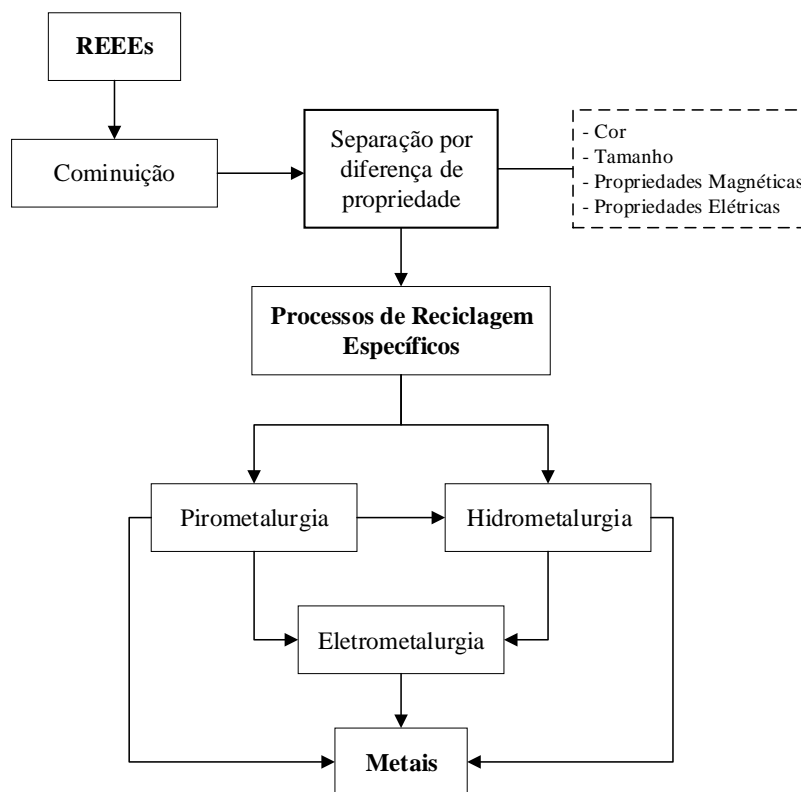 REEEs
Cominuição
Separação por
diferença de
propriedade
- Cor
- Tamanho
- Propriedades Magnéticas
- Propriedades Elétricas
Processos de Reciclagem
Específicos
Pirometalurgia
Hidrometalurgia
Eletrometalurgia
Metais